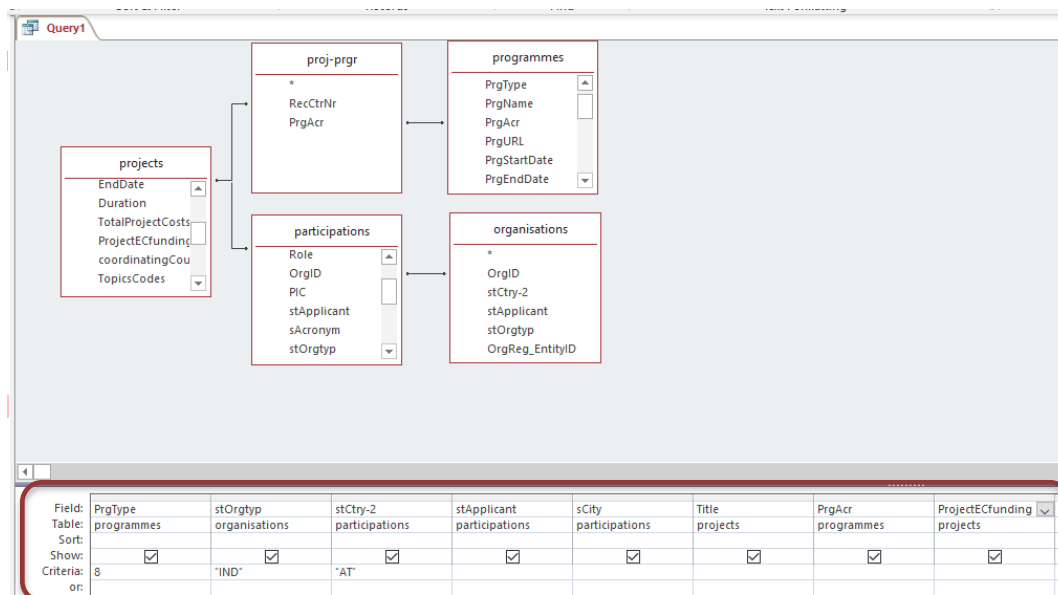 Query1
proj-prgr
*
RecCtrNr
PrgAcr
programmes
PrgType
PrgName
PrgAcr
PrgURL
PrgStartDate
PrgEndDate
projects
EndDate
Duration
TotalProjectCosts
ProjectECfunding
coordinatingCou
TopicsCodes
participations
Role
OrgID
PIC
stApplicant
sAcronym
stOrgtyp
organisations
*
OrgID
stCtry-2
stApplicant
stOrgtyp
OrgReg_EntityID
Field: PrgType stOrgtyp stCtry-2 stApplicant sCity Title PrgAcr ProjectECfunding
Table: programmes organisations participations participations participations projects programmes projects
Sort:
Show:
Criteria: 8 "IND" "AT"
or: